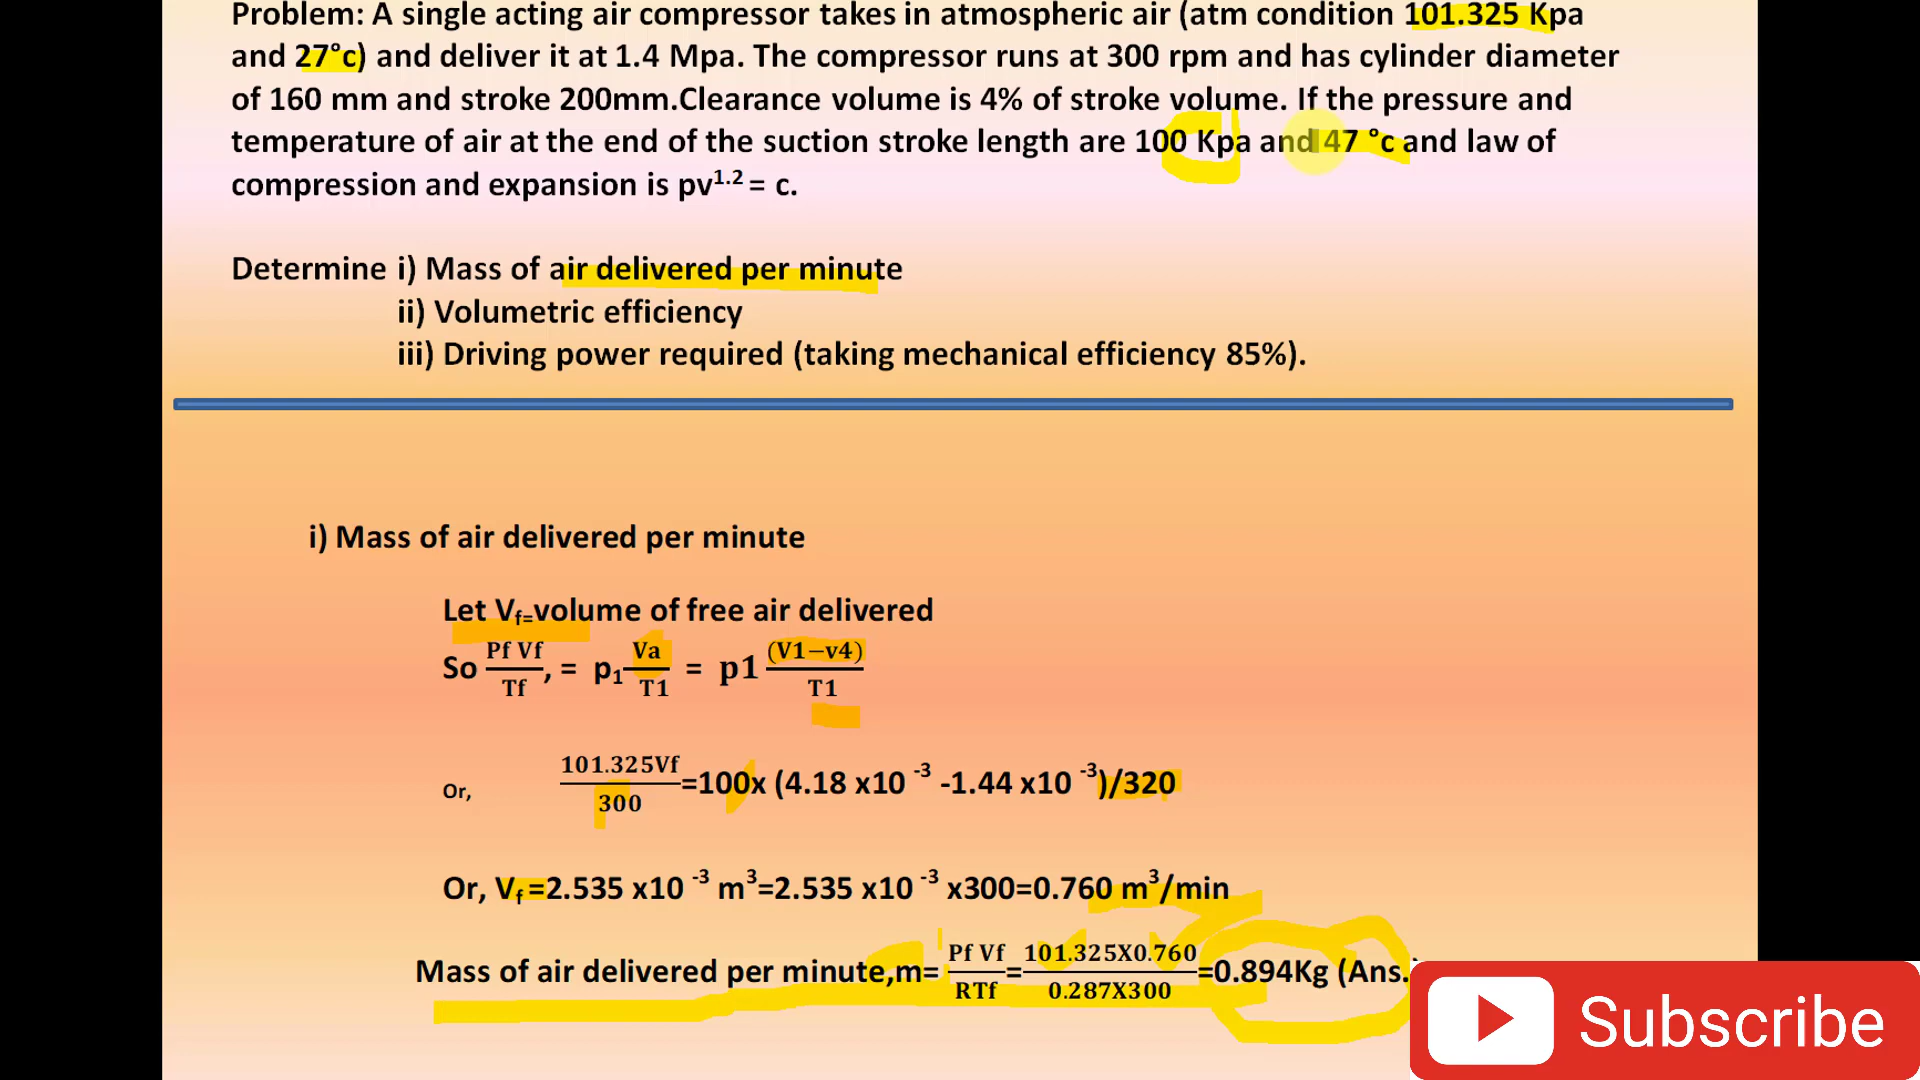 Problem: A single acting air compressor takes in atmospheric air (atm condition 101.325 Kpa
and 27°c) and deliver it at 1.4 Mpa. The compressor runs at 300 rpm and has cylinder diameter
of 160 mm and stroke 200mm.Clearance volume is 4% of stroke volume. If the pressure and
temperature of air at the end of the suction stroke length are 100 Kpa and 47 °c and law of
compression and expansion is pv^1.2 = c.
Determine i) Mass of air delivered per minute
ii) Volumetric efficiency
iii) Driving power required (taking mechanical efficiency 85%).
i) Mass of air delivered per minute
Let Vf=volume of free air delivered
So Pf Vf/Tf, = p1 Va/T1 = p1 (V1−v4)/T1
Or, 101.325Vf/300 =100x (4.18 x10 ^-3 -1.44 x10 ^-3)/320
Or, Vf =2.535 x10 ^-3 m^3=2.535 x10 ^-3 x300=0.760 m^3/min
Mass of air delivered per minute,m= Pf Vf/RTf = 101.325X0.760/0.287X300 =0.894Kg (Ans.
Subscribe